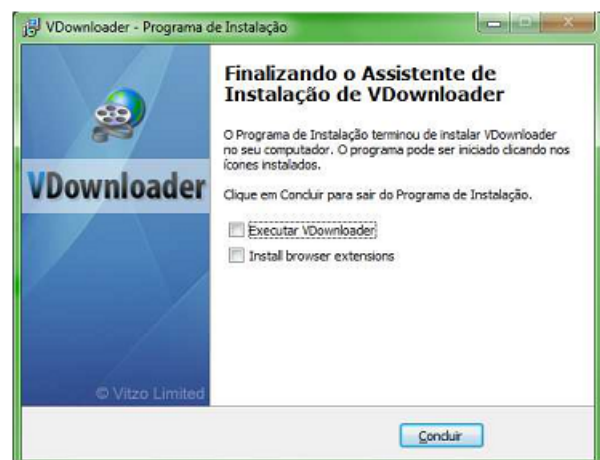 VDownloader - Programa de Instalação
Finalizando o Assistente de
Instalação de VDownloader
O Programa de Instalação terminou de instalar VDownloader
no seu computador. O programa pode ser iniciado clicando nos
ícones instalados.
VDownloader
Clique em Concluir para sair do Programa de Instalação.
Executar VDownloader
Install browser extensions
© Vitzo Limited
Concluir